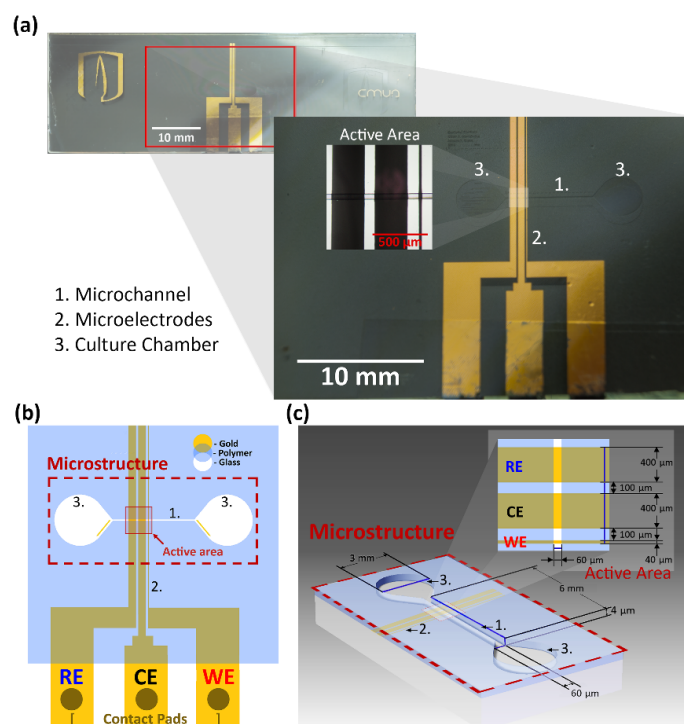 (a)
cmuɐ
10 mm
Active Area
500 µm
3.
1.
3.
2.
10 mm
1. Microchannel
2. Microelectrodes
3. Culture Chamber
(b)
- Gold
- Polymer
- Glass
Microstructure
3.
1.
3.
Active area
2.
RE
CE
WE
Contact Pads
(c)
RE
CE
WE
400 µm
100 µm
400 µm
100 µm
40 µm
60 µm
Active Area
Microstructure
3 mm
3.
6 mm
4 µm
1.
2.
3.
60 µm